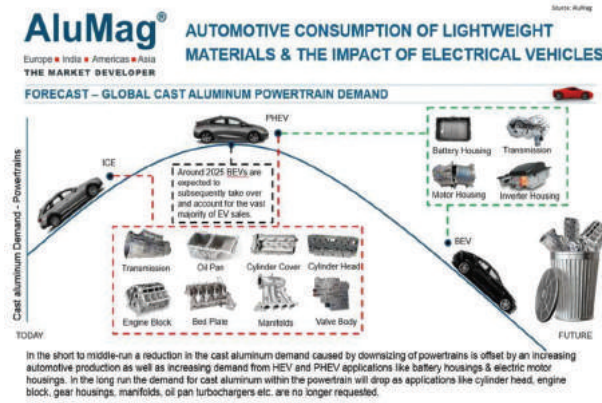 Source: AluMag
AluMag®
Europe ■ India ■ Americas ■ Asia
THE MARKET DEVELOPER
AUTOMOTIVE CONSUMPTION OF LIGHTWEIGHT
MATERIALS & THE IMPACT OF ELECTRICAL VEHICLES
FORECAST – GLOBAL CAST ALUMINUM POWERTRAIN DEMAND
Cast aluminum Demand - Powertrains
ICE
PHEV
Around 2025 BEVs are
expected to
subsequently take over
and account for the vast
majority of EV sales.
Battery Housing
Transmission
Motor Housing
Inverter Housing
BEV
Transmission
Oil Pan
Cylinder Cover
Cylinder Head
Engine Block
Bed Plate
Manifolds
Valve Body
TODAY
FUTURE
In the short to middle-run a reduction in the cast aluminum demand caused by downsizing of powertrains is offset by an increasing
automotive production as well as increasing demand from HEV and PHEV applications like battery housings & electric motor
housings. In the long run the demand for cast aluminum within the powertrain will drop as applications like cylinder head, engine
block, gear housings, manifolds, oil pan turbochargers etc. are no longer requested.